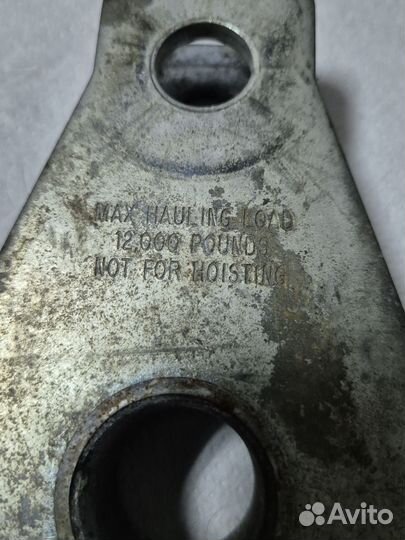 MAX HAULING LOAD
12,000 POUNDS
NOT FOR HOISTING
Avito